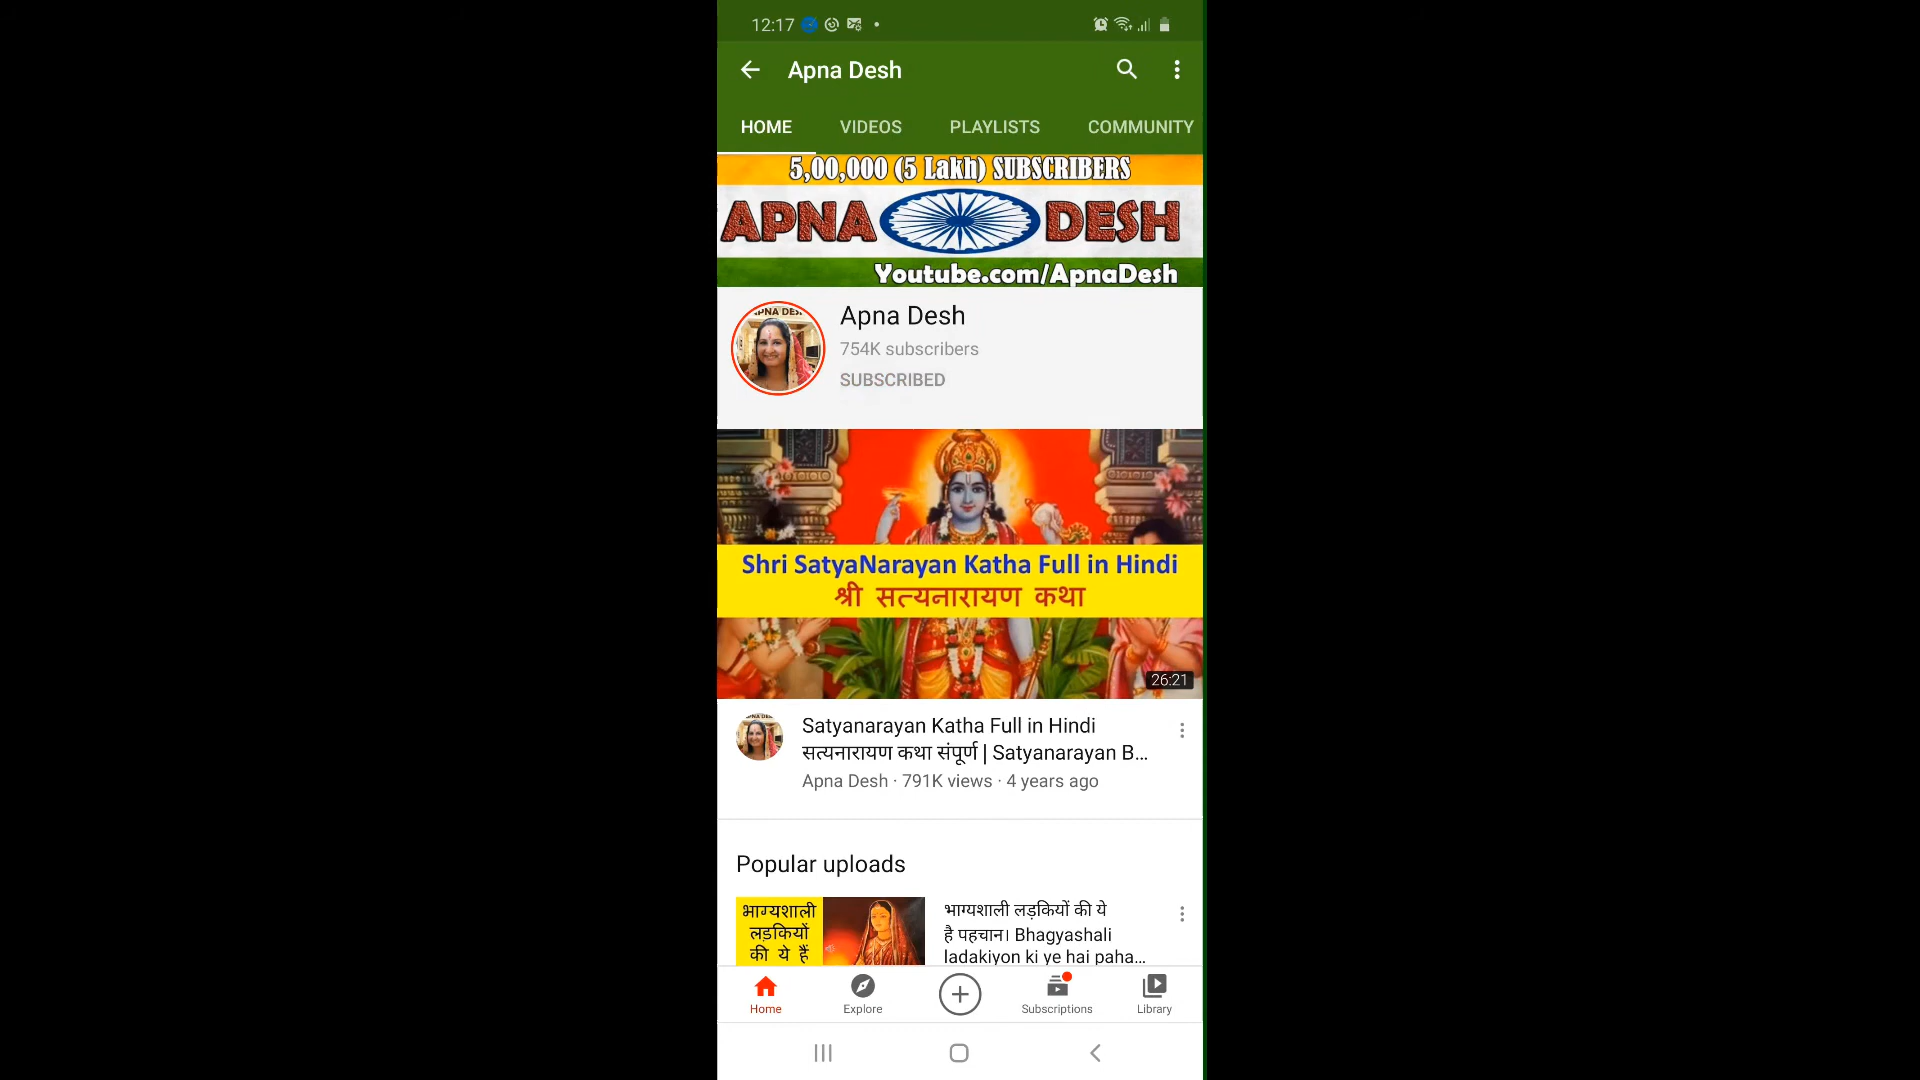 12:17
Apna Desh
HOME VIDEOS PLAYLISTS COMMUNITY
5,00,000 (5 Lakh) SUBSCRIBERS
APNA DESH
Youtube.com/ApnaDesh
Apna Desh
754K subscribers
SUBSCRIBED
Shri SatyaNarayan Katha Full in Hindi
श्री सत्यनारायण कथा
26:21
Satyanarayan Katha Full in Hindi
सत्यनारायण कथा संपूर्ण | Satyanarayan B...
Apna Desh · 791K views · 4 years ago
Popular uploads
भाग्यशाली
लड़कियों
की ये हैं
भाग्यशाली लड़कियों की ये
है पहचान। Bhagyashali
ladakiyon ki ye hai paha...
Home Explore Subscriptions Library